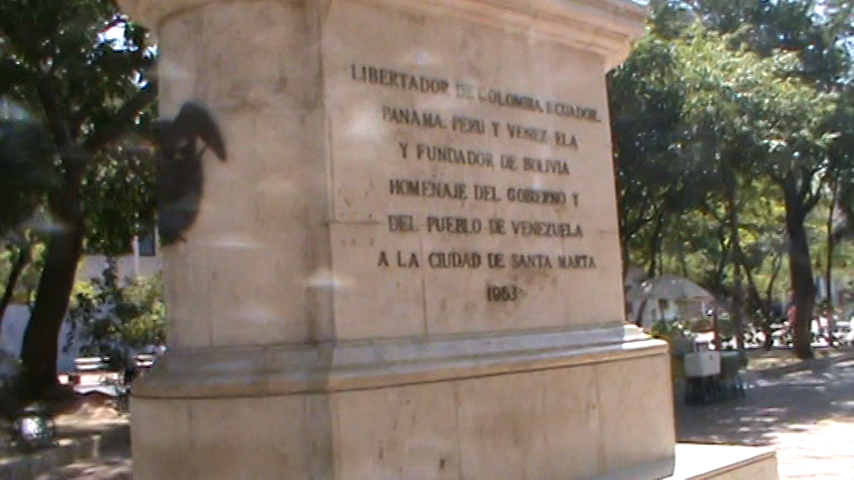 LIBERTADOR DE COLOMBIA, ECUADOR,
PANAMA, PERU Y VENEZ ELA
Y FUNDADOR DE BOLIVIA
HOMENAJE DEL GOBIERNO Y
DEL PUEBLO DE VENEZUELA
A LA CIUDAD DE SANTA MARTA
1963